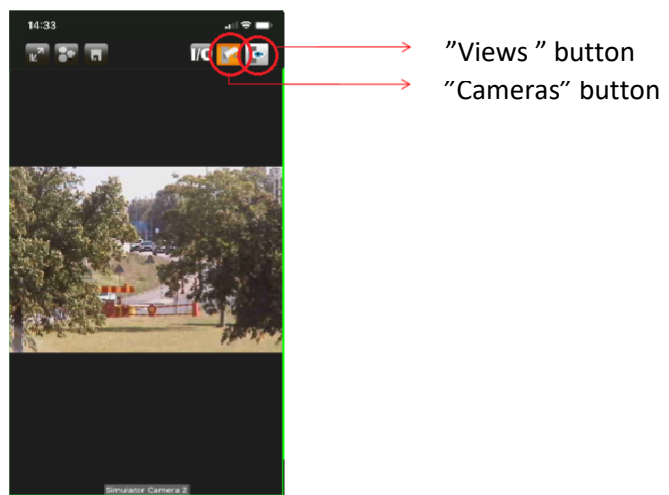 14:33
I/O
”Views ” button
”Cameras” button
Simulator Camera 2